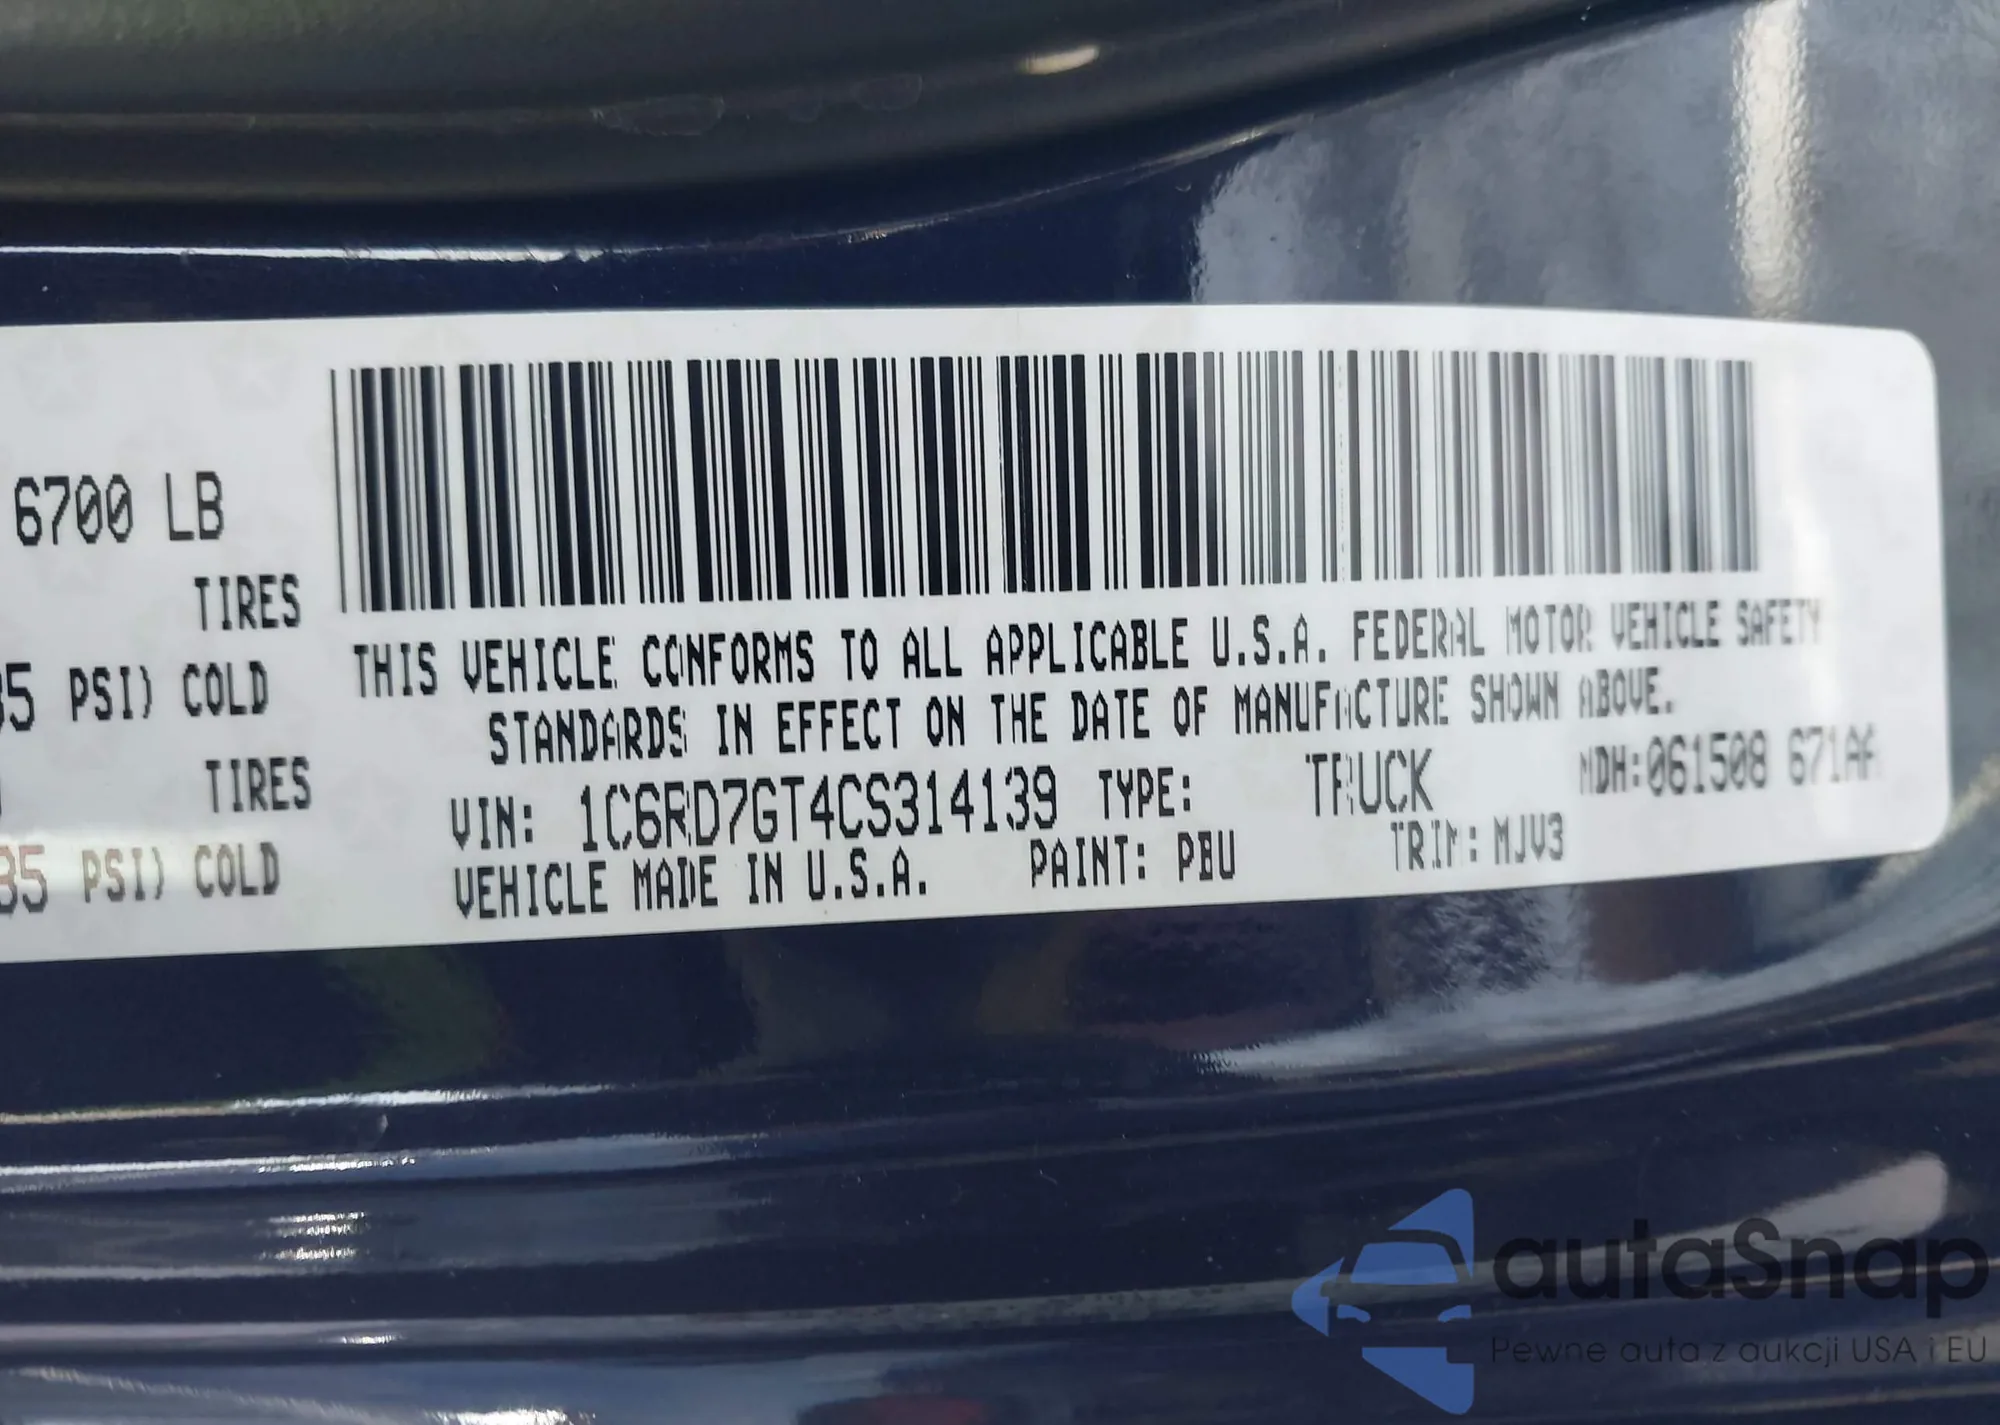 6700 LB
TIRES
35 PSI) COLD
TIRES
35 PSI) COLD
THIS VEHICLE CONFORMS TO ALL APPLICABLE U.S.A. FEDERAL MOTOR VEHICLE SAFETY
STANDARDS IN EFFECT ON THE DATE OF MANUFACTURE SHOWN ABOVE.
VIN: 1C6RD7GT4CS314139 TYPE: TRUCK MDH:061508 671AA
VEHICLE MADE IN U.S.A. PAINT: PBU TRIM: MJV3
autaSnap
Pewne auta z aukcji USA i EU